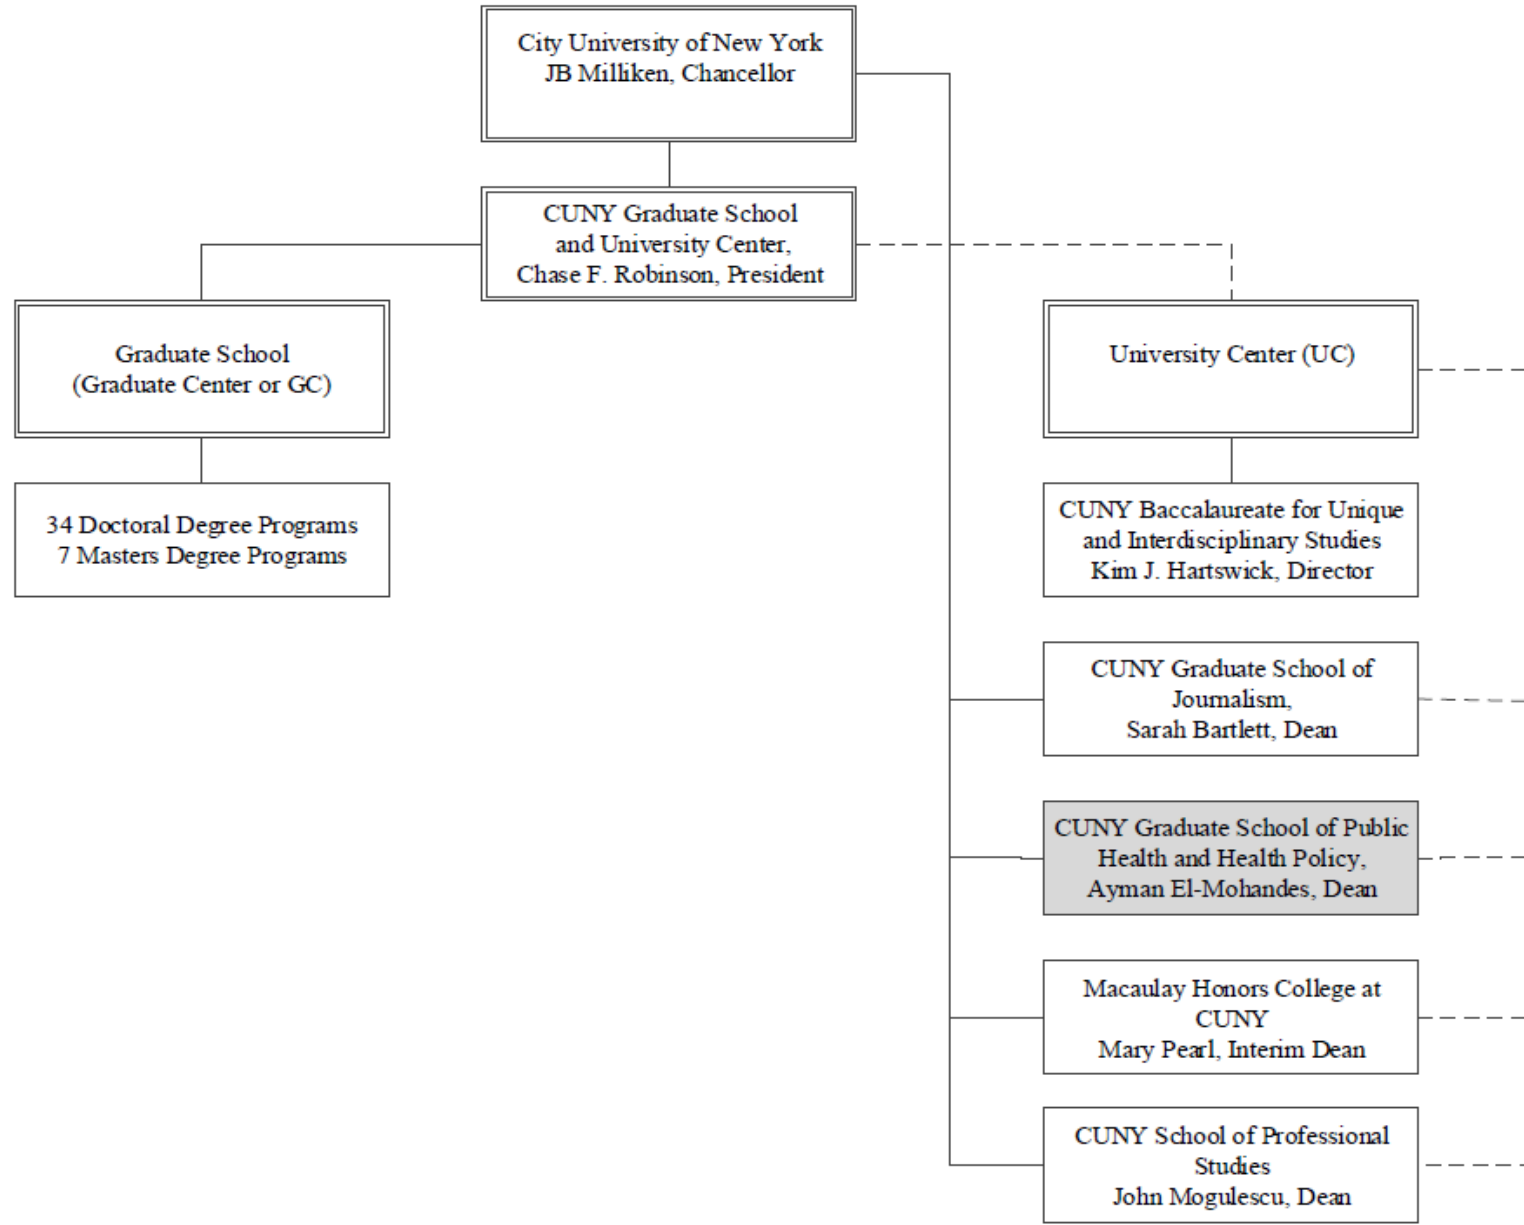 City University of New York
JB Milliken, Chancellor
CUNY Graduate School
and University Center,
Chase F. Robinson, President
Graduate School
(Graduate Center or GC)
University Center (UC)
34 Doctoral Degree Programs
7 Masters Degree Programs
CUNY Baccalaureate for Unique
and Interdisciplinary Studies
Kim J. Hartswick, Director
CUNY Graduate School of
Journalism,
Sarah Bartlett, Dean
CUNY Graduate School of Public
Health and Health Policy,
Ayman El-Mohandes, Dean
Macaulay Honors College at
CUNY
Mary Pearl, Interim Dean
CUNY School of Professional
Studies
John Mogulescu, Dean